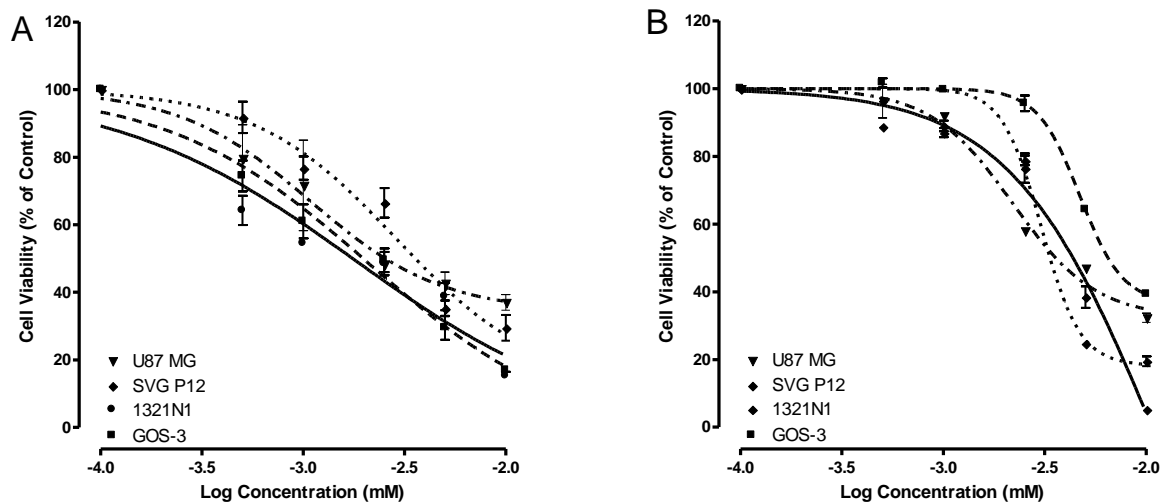 A
Cell Viability (% of Control)
120
100
80
60
40
20
0
U87 MG
SVG P12
1321N1
GOS-3
-4.0 -3.5 -3.0 -2.5 -2.0
Log Concentration (mM)
B
Cell Viability (% of Control)
120
100
80
60
40
20
0
U87 MG
SVG P12
1321N1
GOS-3
-4.0 -3.5 -3.0 -2.5 -2.0
Log Concentration (mM)